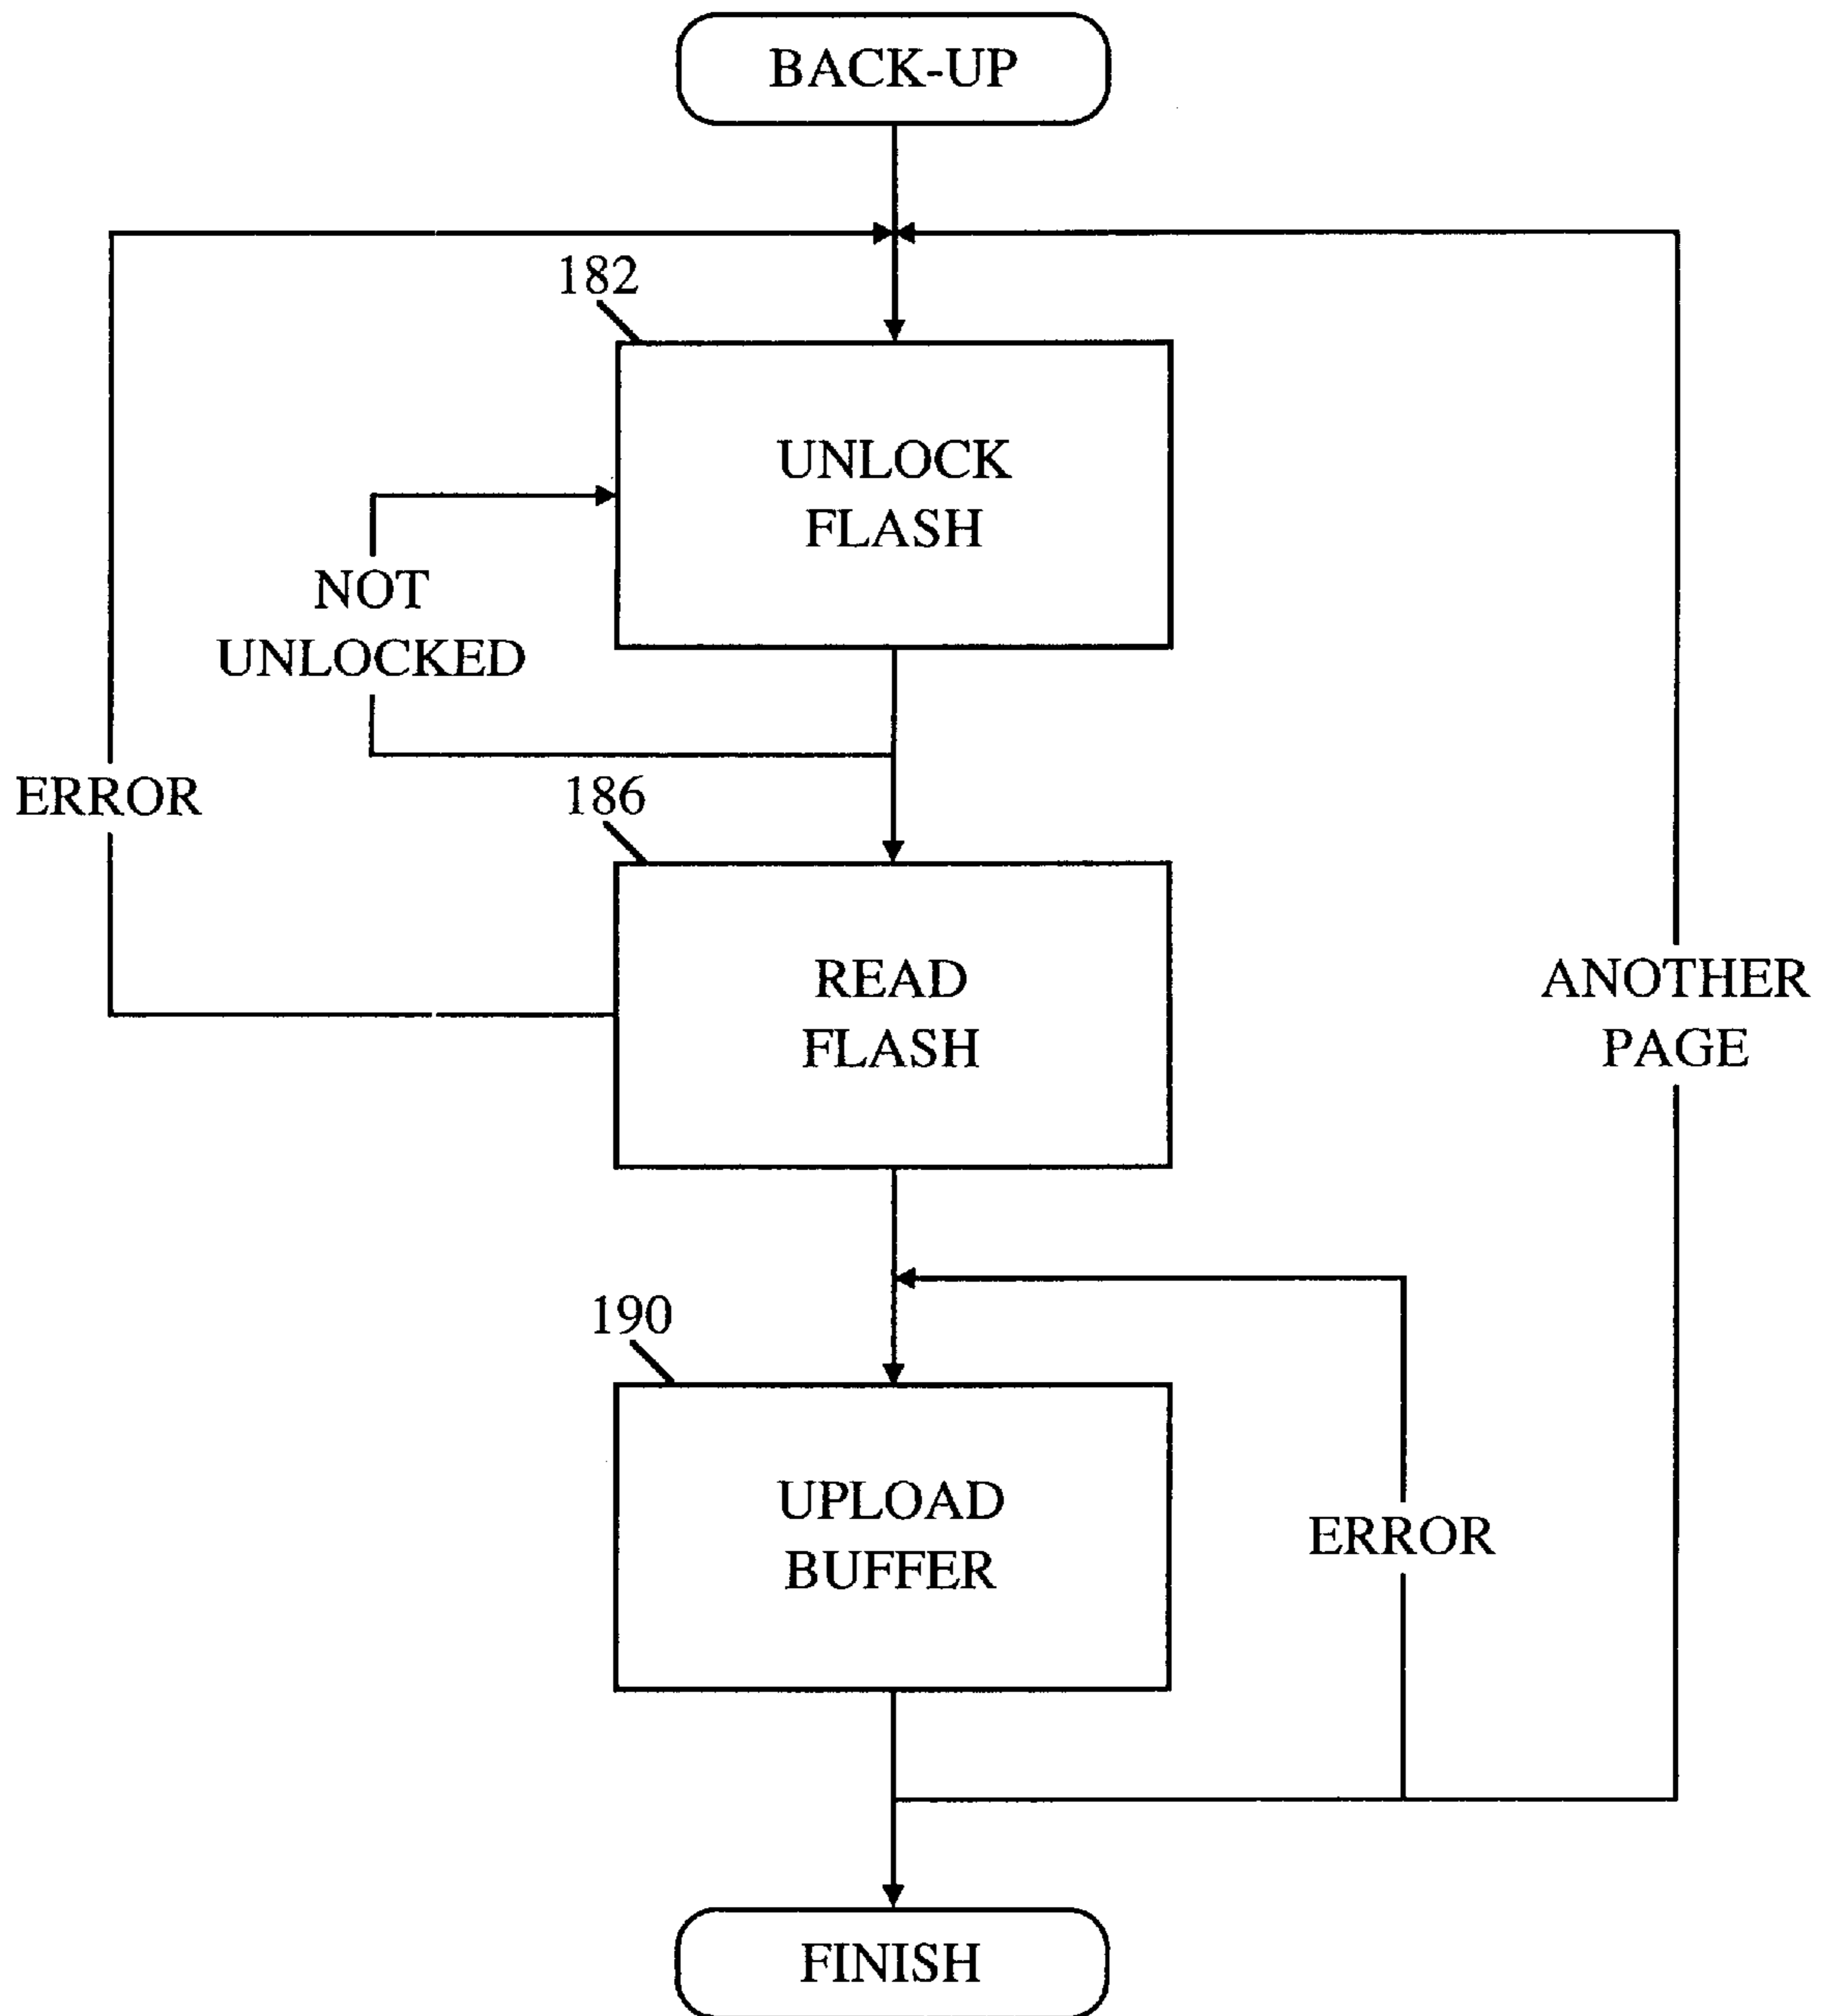 BACK-UP
182
UNLOCK
FLASH
NOT
UNLOCKED
ERROR
186
READ
FLASH
ANOTHER
PAGE
190
UPLOAD
BUFFER
ERROR
FINISH